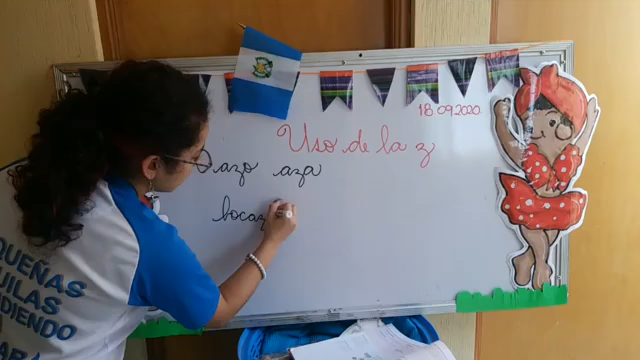 18.09.2020.
Uso de la z
azo aza
bocaz
QUEÑAS
UILAS
DIENDO